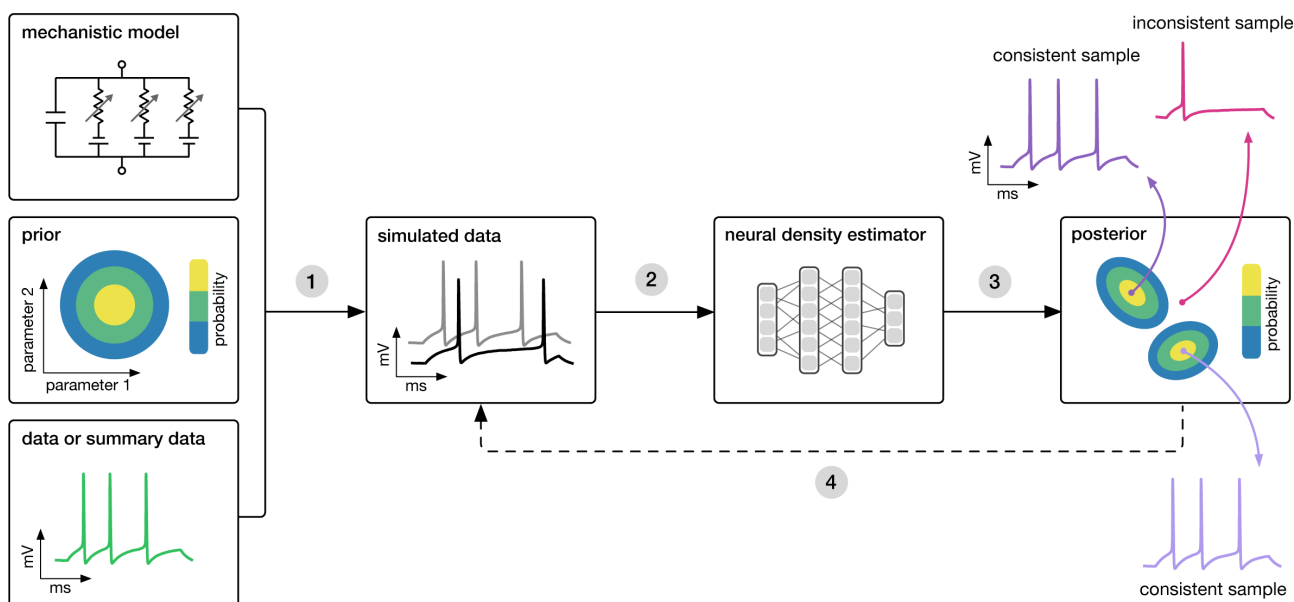 mechanistic model
prior
parameter 2
parameter 1
probability
data or summary data
mV
ms
1
simulated data
mV
ms
2
neural density estimator
3
posterior
probability
4
consistent sample
mV
ms
inconsistent sample
consistent sample